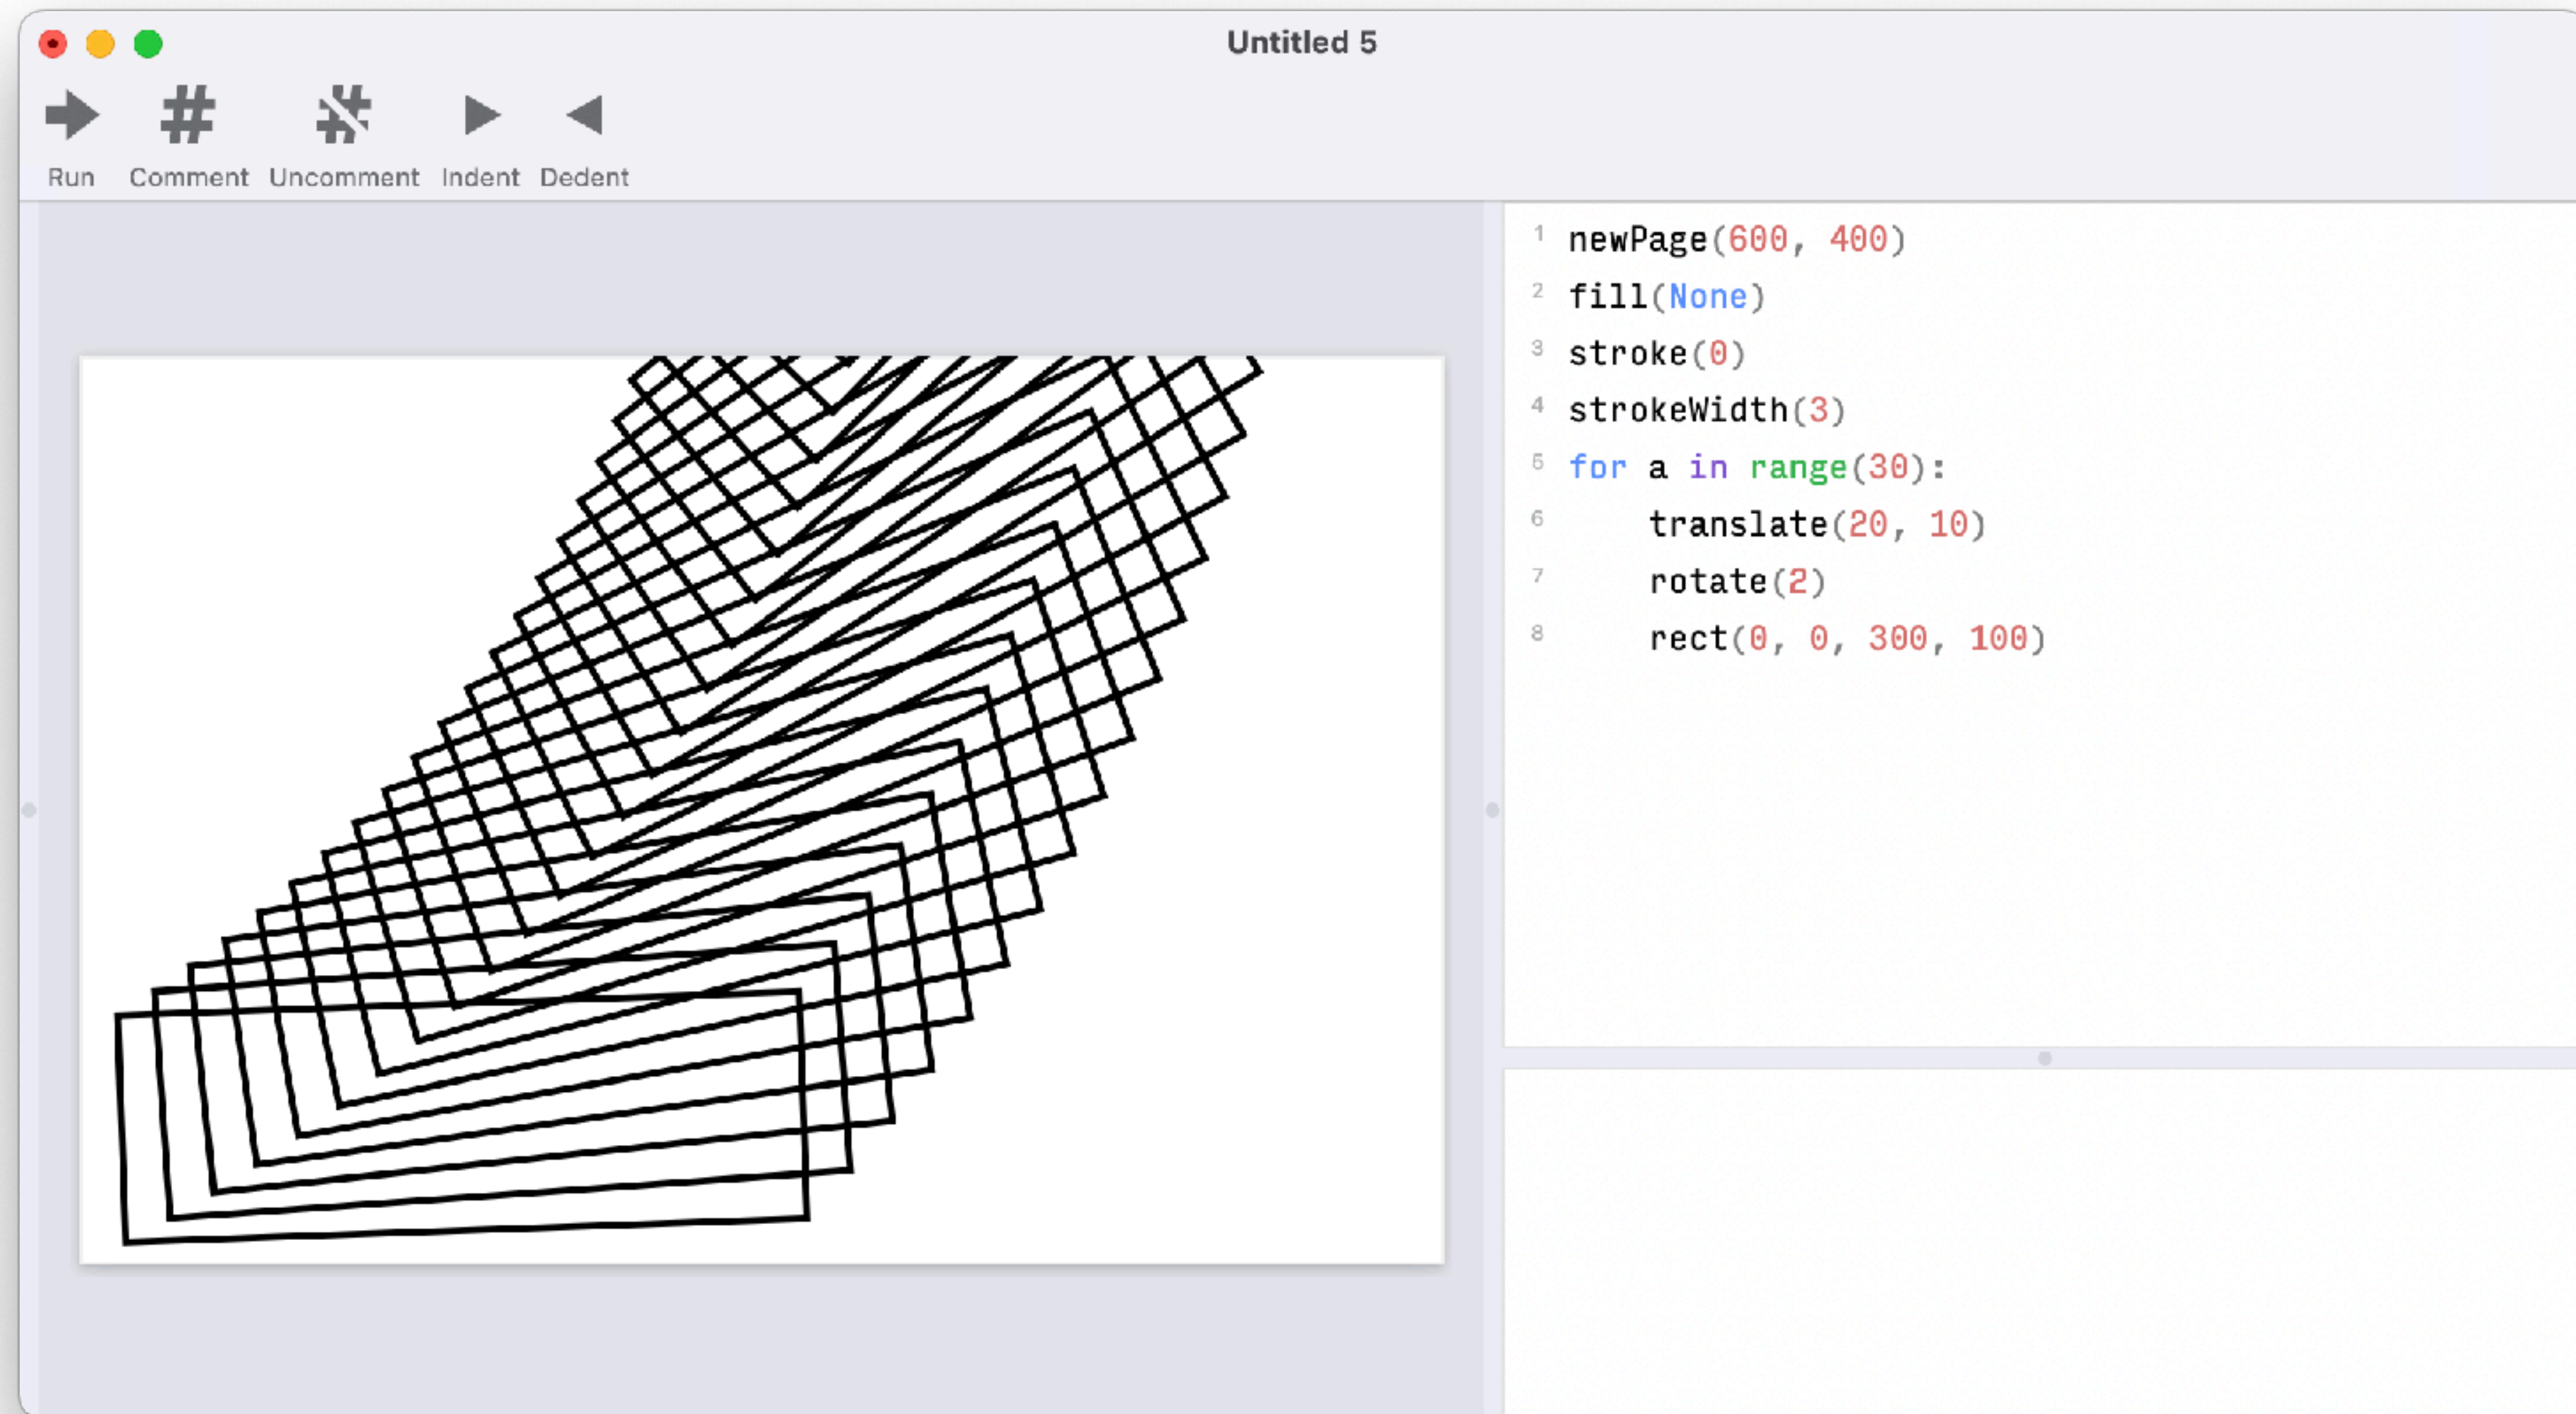 Untitled 5
Run Comment Uncomment Indent Dedent
1 newPage(600, 400)
2 fill(None)
3 stroke(0)
4 strokeWidth(3)
5 for a in range(30):
6     translate(20, 10)
7     rotate(2)
8     rect(0, 0, 300, 100)